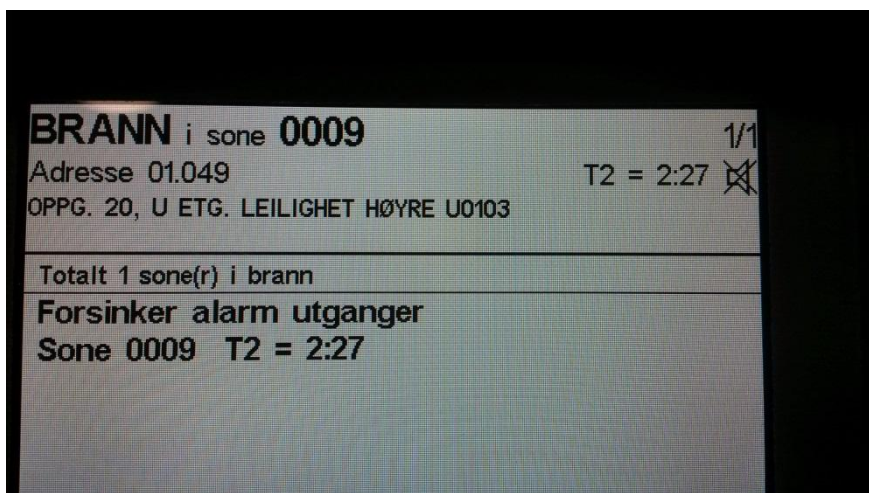 BRANN i sone 0009 1/1
Adresse 01.049 T2 = 2:27
OPPG. 20, U ETG. LEILIGHET HØYRE U0103
Totalt 1 sone(r) i brann
Forsinker alarm utganger
Sone 0009 T2 = 2:27